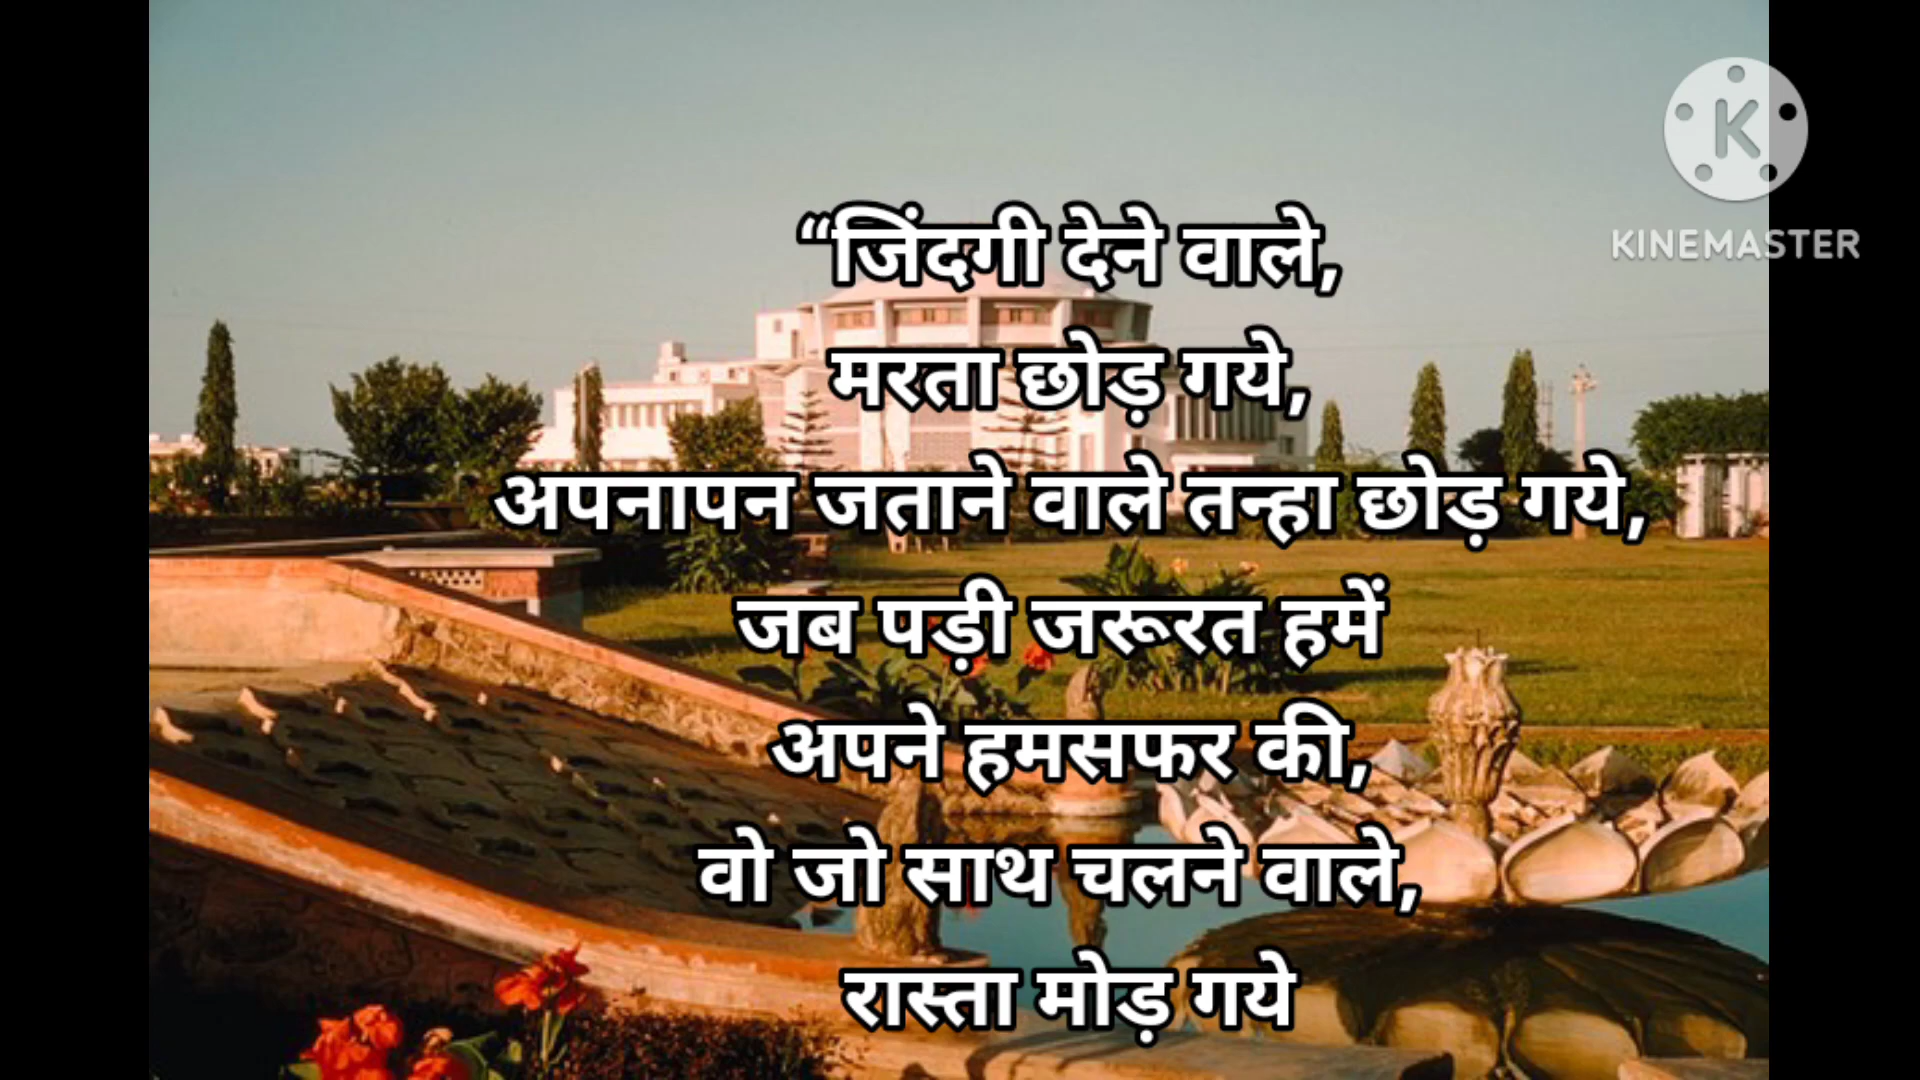 “जिंदगी देने वाले,
मरता छोड़ गये,
अपनापन जताने वाले तन्हा छोड़ गये,
जब पड़ी जरूरत हमें
अपने हमसफर की,
वो जो साथ चलने वाले,
रास्ता मोड़ गये
K
KINEMASTER